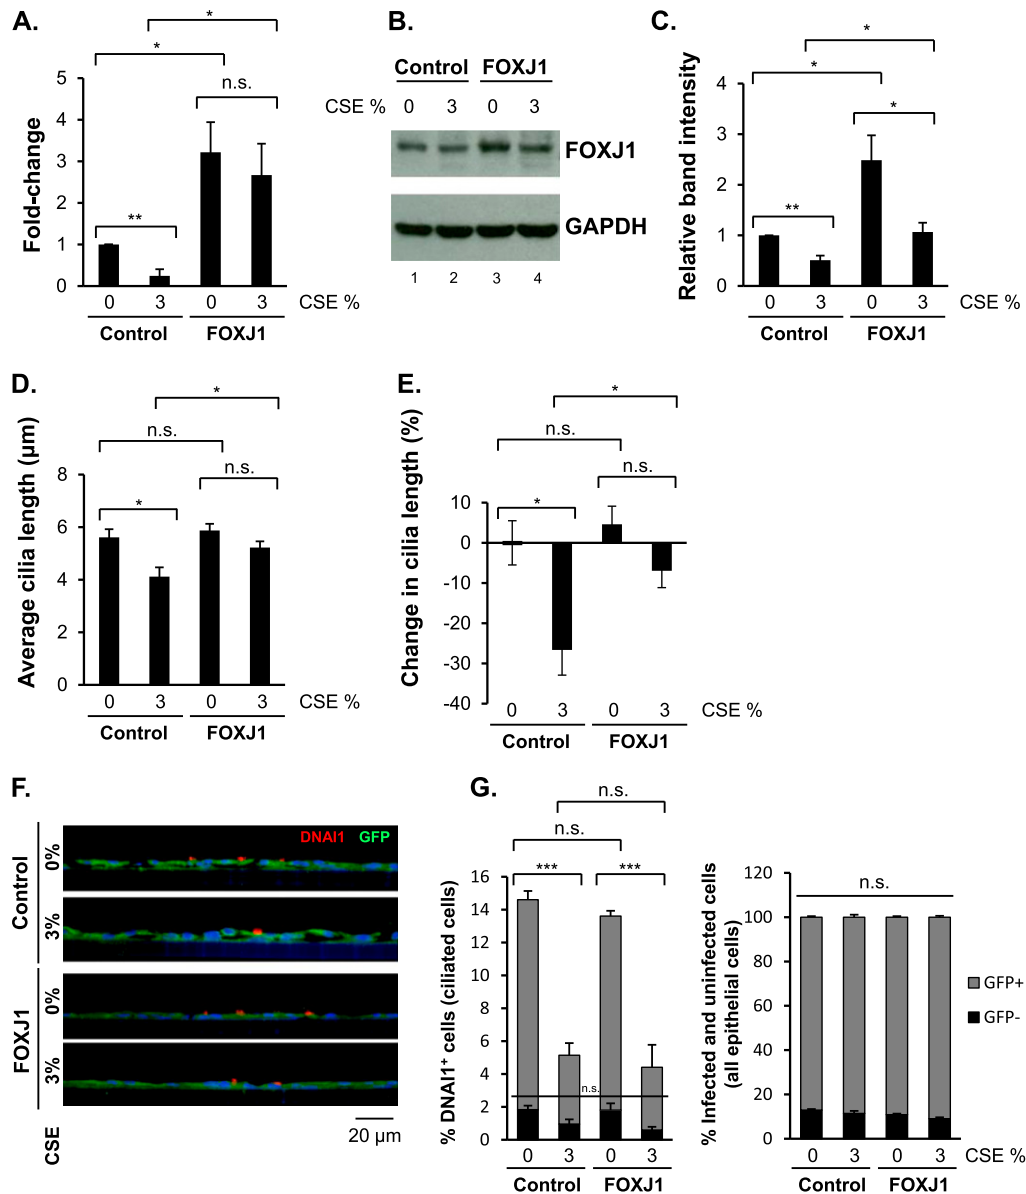 A.
*
*
n.s.
**
Fold-change
5
4
3
2
1
0
0 3 0 3 CSE %
Control FOXJ1
B.
Control FOXJ1
CSE % 0 3 0 3
FOXJ1
GAPDH
1 2 3 4
C.
*
*
*
**
Relative band intensity
4
3
2
1
0
0 3 0 3 CSE %
Control FOXJ1
D.
*
n.s.
n.s.
*
Average cilia length (µm)
8
6
4
2
0
0 3 0 3 CSE %
Control FOXJ1
E.
*
n.s.
n.s.
*
Change in cilia length (%)
10
0
-10
-20
-30
-40
0 3 0 3 CSE %
Control FOXJ1
F.
DNAI1 GFP
Control
0%
3%
FOXJ1
0%
3%
CSE
20 µm
G.
n.s.
n.s.
*** ***
% DNAI1+ cells (ciliated cells)
16
14
12
10
8
6
4
2
0
n.s.
0 3 0 3
Control FOXJ1
% Infected and uninfected cells
(all epithelial cells)
n.s.
120
100
80
60
40
20
0
GFP+
GFP-
0 3 0 3 CSE %
Control FOXJ1